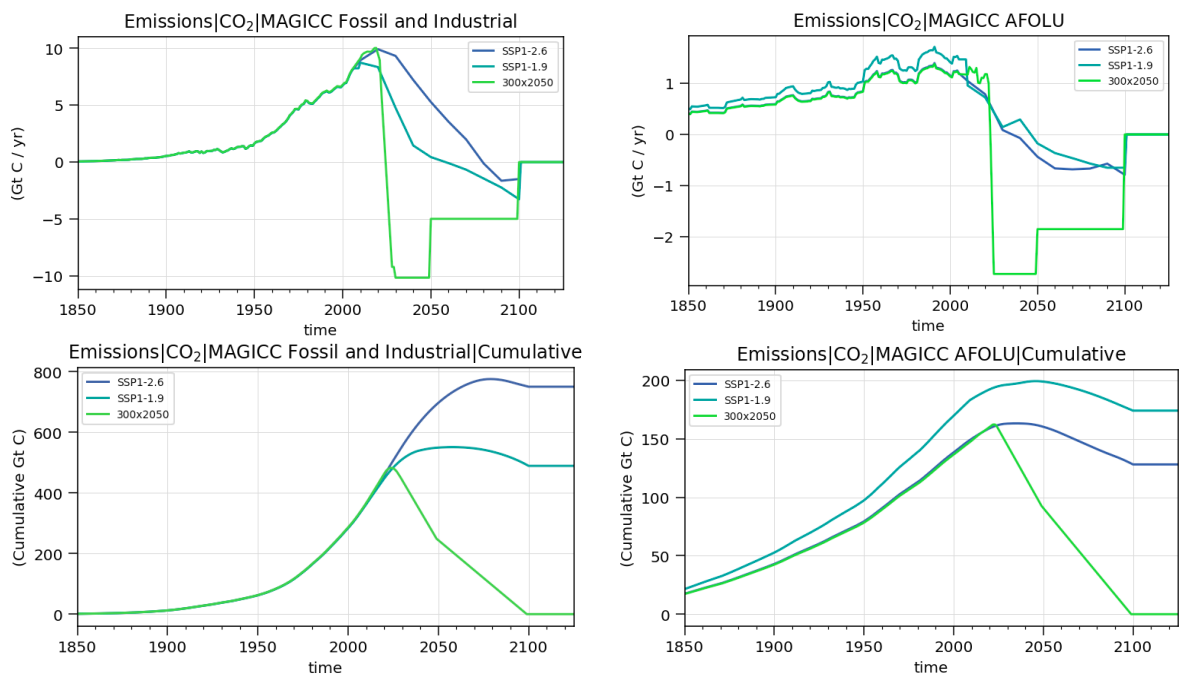 Emissions|CO₂|MAGICC Fossil and Industrial
(Gt C / yr)
10
5
0
−5
−10
SSP1-2.6
SSP1-1.9
300x2050
1850 1900 1950 2000 2050 2100
time
Emissions|CO₂|MAGICC AFOLU
(Gt C / yr)
1
0
−1
−2
SSP1-2.6
SSP1-1.9
300x2050
1850 1900 1950 2000 2050 2100
time
Emissions|CO₂|MAGICC Fossil and Industrial|Cumulative
(Cumulative Gt C)
800
600
400
200
0
SSP1-2.6
SSP1-1.9
300x2050
1850 1900 1950 2000 2050 2100
time
Emissions|CO₂|MAGICC AFOLU|Cumulative
(Cumulative Gt C)
200
150
100
50
0
SSP1-2.6
SSP1-1.9
300x2050
1850 1900 1950 2000 2050 2100
time